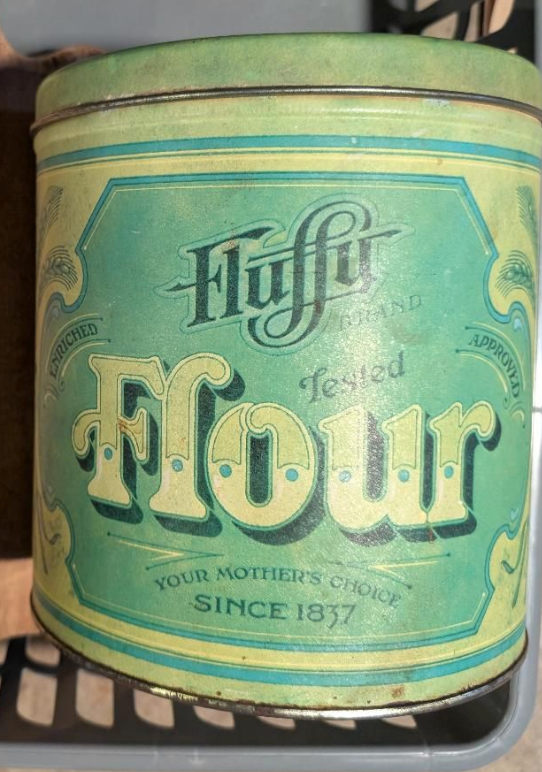 Fluffy
BRAND
ENRICHED
APPROVED
Tested
Flour
YOUR MOTHER'S CHOICE
SINCE 1837